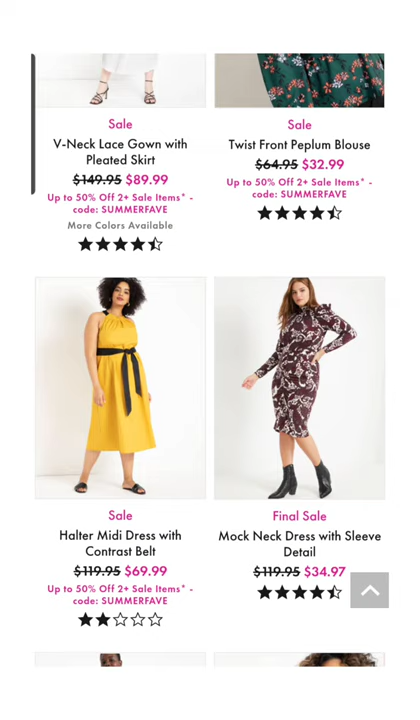 Sale
V-Neck Lace Gown with
Pleated Skirt
$149.95 $89.99
Up to 50% Off 2+ Sale Items* -
code: SUMMERFAVE
More Colors Available
Sale
Twist Front Peplum Blouse
$64.95 $32.99
Up to 50% Off 2+ Sale Items* -
code: SUMMERFAVE
Sale
Halter Midi Dress with
Contrast Belt
$119.95 $69.99
Up to 50% Off 2+ Sale Items* -
code: SUMMERFAVE
Final Sale
Mock Neck Dress with Sleeve
Detail
$119.95 $34.97